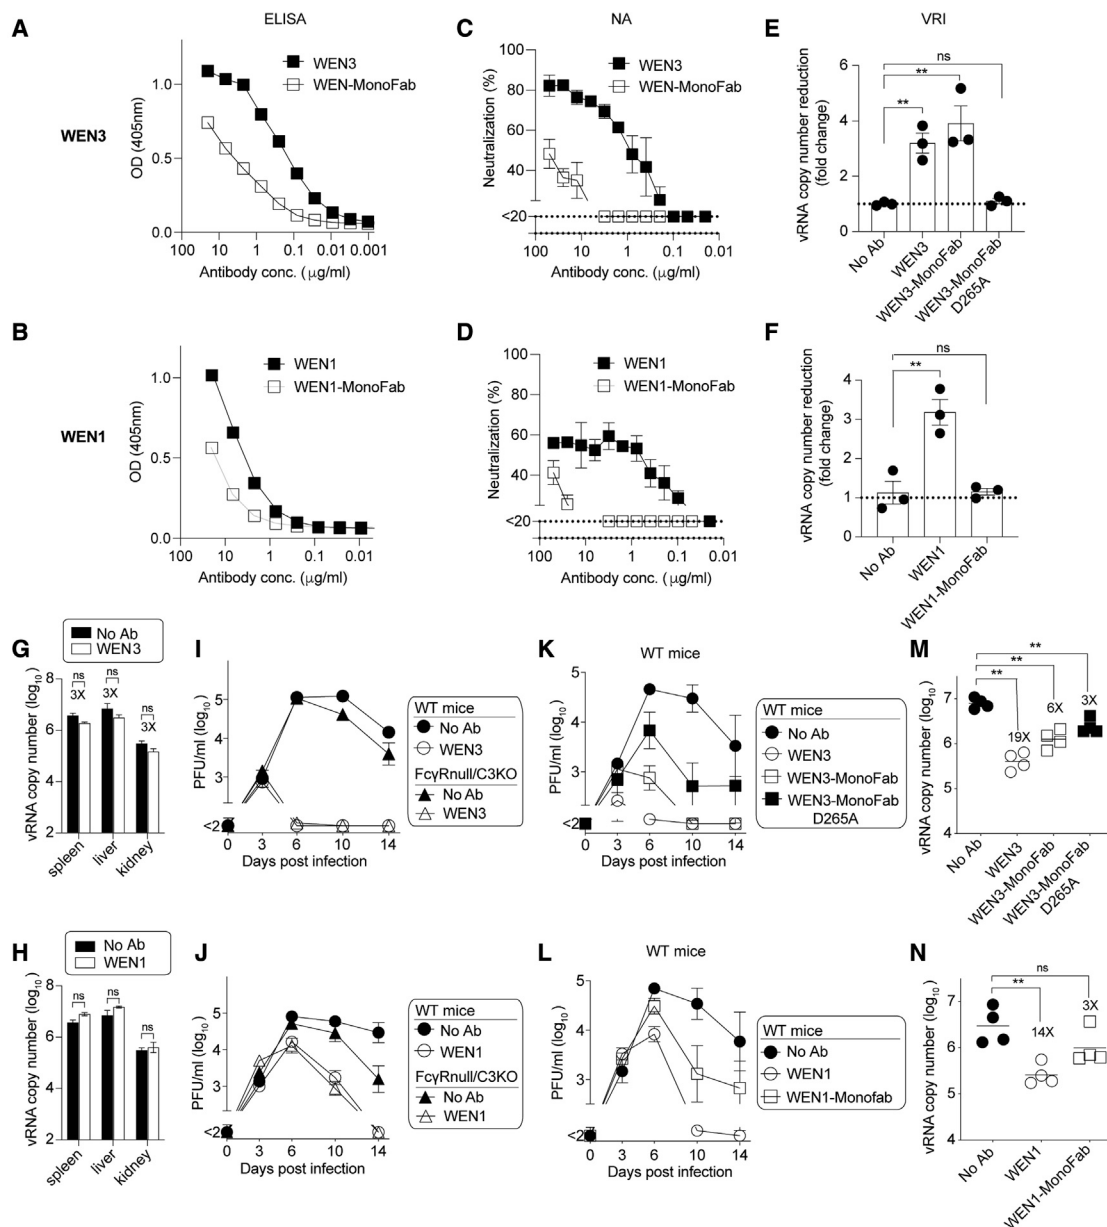 ELISA
NA
VRI
A
WEN3
OD (405nm)
1.0
0.5
0.0
100
10
1
0.1
0.01
0.001
Antibody conc. (μg/ml)
WEN3
WEN-MonoFab
C
Neutralization (%)
100
80
60
40
<20
100
10
1
0.1
0.01
Antibody conc. (μg/ml)
WEN3
WEN-MonoFab
E
vRNA copy number reduction
(fold change)
6
4
2
0
ns
**
**
No Ab
WEN3
WEN3-MonoFab
WEN3-MonoFab
D265A
B
WEN1
OD (405nm)
1.0
0.5
0.0
100
10
1
0.1
0.01
Antibody conc. (μg/ml)
WEN1
WEN1-MonoFab
D
Neutralization (%)
100
80
60
40
<20
100
10
1
0.1
0.01
Antibody conc. (μg/ml)
WEN1
WEN1-MonoFab
F
vRNA copy number reduction
(fold change)
4
3
2
1
0
ns
**
No Ab
WEN1
WEN1-MonoFab
G
No Ab
WEN3
vRNA copy number (log10)
8
6
4
2
ns
3X
ns
3X
ns
3X
spleen
liver
kidney
I
PFU/ml (log10)
5
3
<2
0
3
6
10
14
Days post infection
WT mice
No Ab
WEN3
FcγRnull/C3KO
No Ab
WEN3
K
WT mice
PFU/ml (log10)
5
3
<2
0
3
6
10
14
Days post infection
WT mice
No Ab
WEN3
WEN3-MonoFab
WEN3-MonoFab
D265A
M
vRNA copy number (log10)
7
6
5
4
**
**
**
19X
6X
3X
No Ab
WEN3
WEN3-MonoFab
WEN3-MonoFab
D265A
H
No Ab
WEN1
vRNA copy number (log10)
8
6
4
2
ns
ns
ns
spleen
liver
kidney
J
PFU/ml (log10)
5
3
<2
0
3
6
10
14
Days post infection
WT mice
No Ab
WEN1
FcγRnull/C3KO
No Ab
WEN1
L
WT mice
PFU/ml (log10)
5
3
<2
0
3
6
10
14
Days post infection
WT mice
No Ab
WEN1
WEN1-Monofab
N
vRNA copy number (log10)
7
6
5
4
ns
**
14X
3X
No Ab
WEN1
WEN1-MonoFab